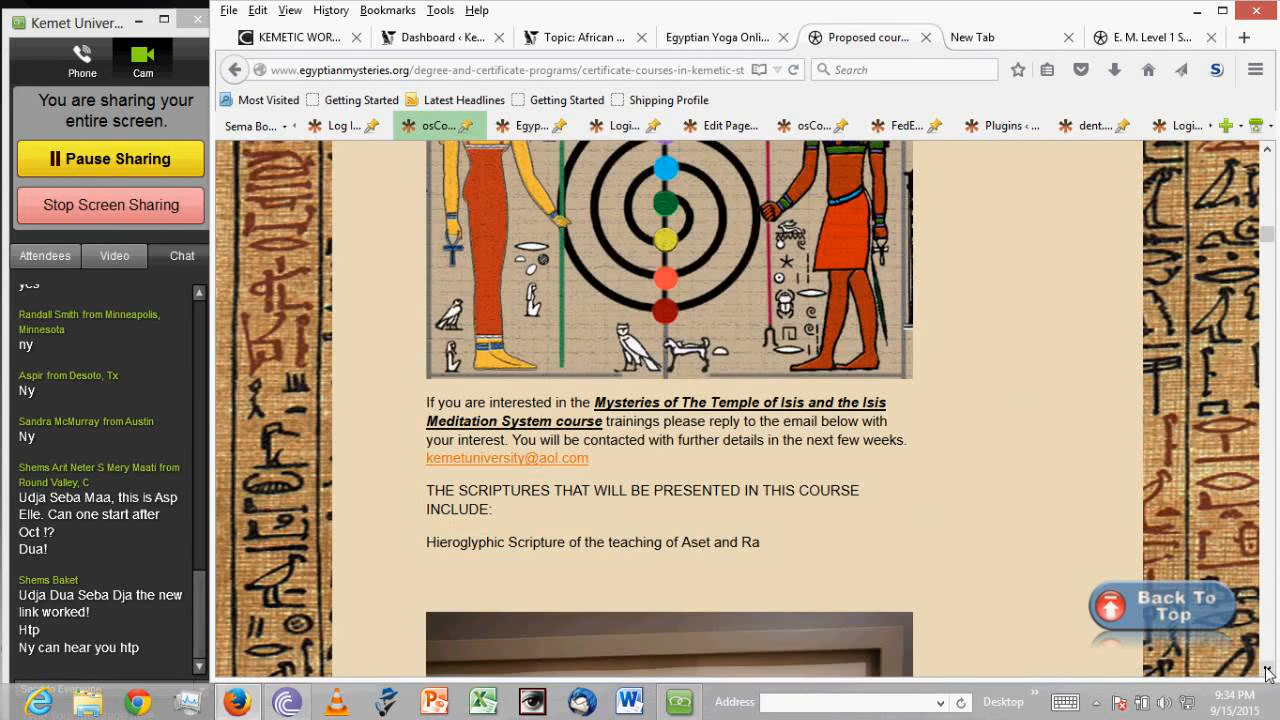 Kemet Univer...
Phone
Cam
You are sharing your
entire screen.
Pause Sharing
Stop Screen Sharing
Attendees Video Chat
yes
Randall Smith from Minneapolis,
Minnesota
ny
Aspir from Desoto, Tx
Ny
Sandra McMurray from Austin
Ny
Shems Arit Neter S Mery Maati from
Round Valley, C
Udja Seba Maa, this is Asp
Elle. Can one start after
Oct !?
Dua!
Shems Baket
Udja Dua Seba Dja the new
link worked!
Htp
Ny can hear you htp
File Edit View History Bookmarks Tools Help
KEMETIC WOR...
Dashboard ‹ Ke...
Topic: African ...
Egyptian Yoga Onli...
Proposed cour...
New Tab
E. M. Level 1 S...
www.egyptianmysteries.org/degree-and-certificate-programs/certificate-courses-in-kemetic-st
Search
Most Visited
Getting Started
Latest Headlines
Getting Started
Shipping Profile
Sema Bo...
Log I...
osCo...
Egyp...
Logi...
Edit Page...
osCo...
FedE...
Plugins ‹ ...
dent...
Logi...
If you are interested in the Mysteries of The Temple of Isis and the Isis
Meditation System course trainings please reply to the email below with
your interest. You will be contacted with further details in the next few weeks.
kemetuniversity@aol.com
THE SCRIPTURES THAT WILL BE PRESENTED IN THIS COURSE
INCLUDE:
Hieroglyphic Scripture of the teaching of Aset and Ra
Back To
Top
Address
Desktop
9:34 PM
9/15/2015